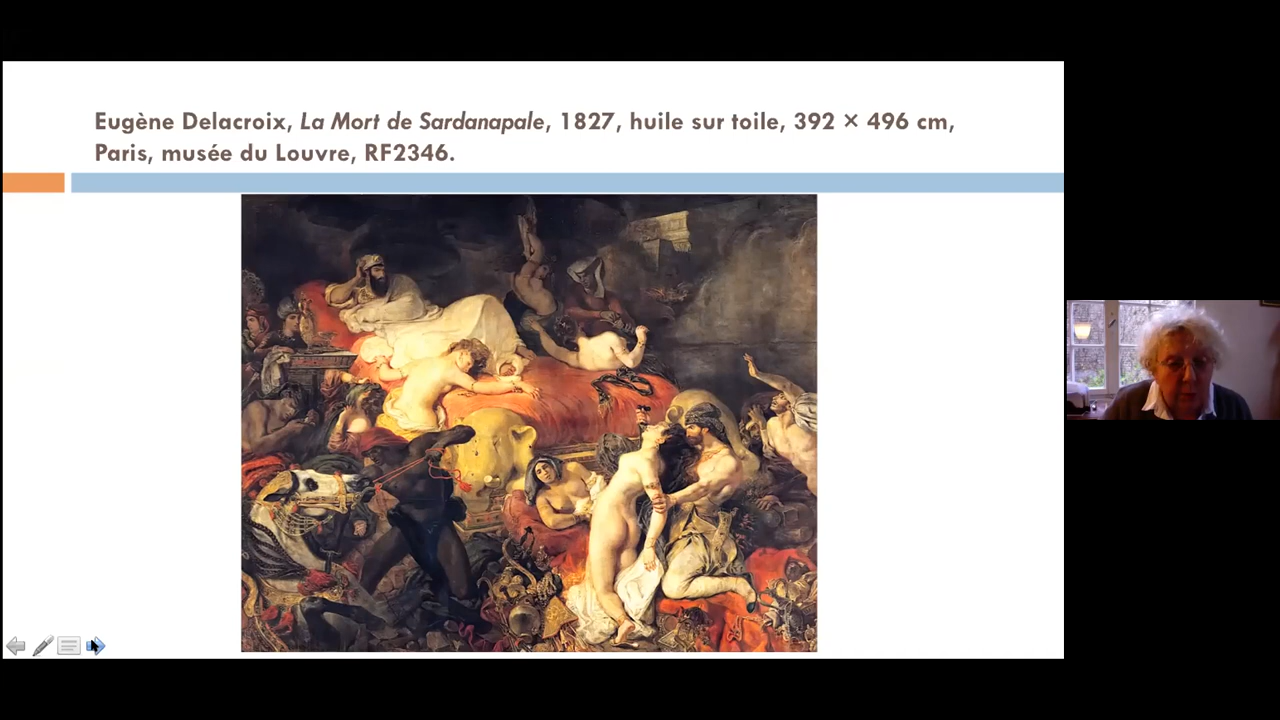 Eugène Delacroix, La Mort de Sardanapale, 1827, huile sur toile, 392 × 496 cm,
Paris, musée du Louvre, RF2346.